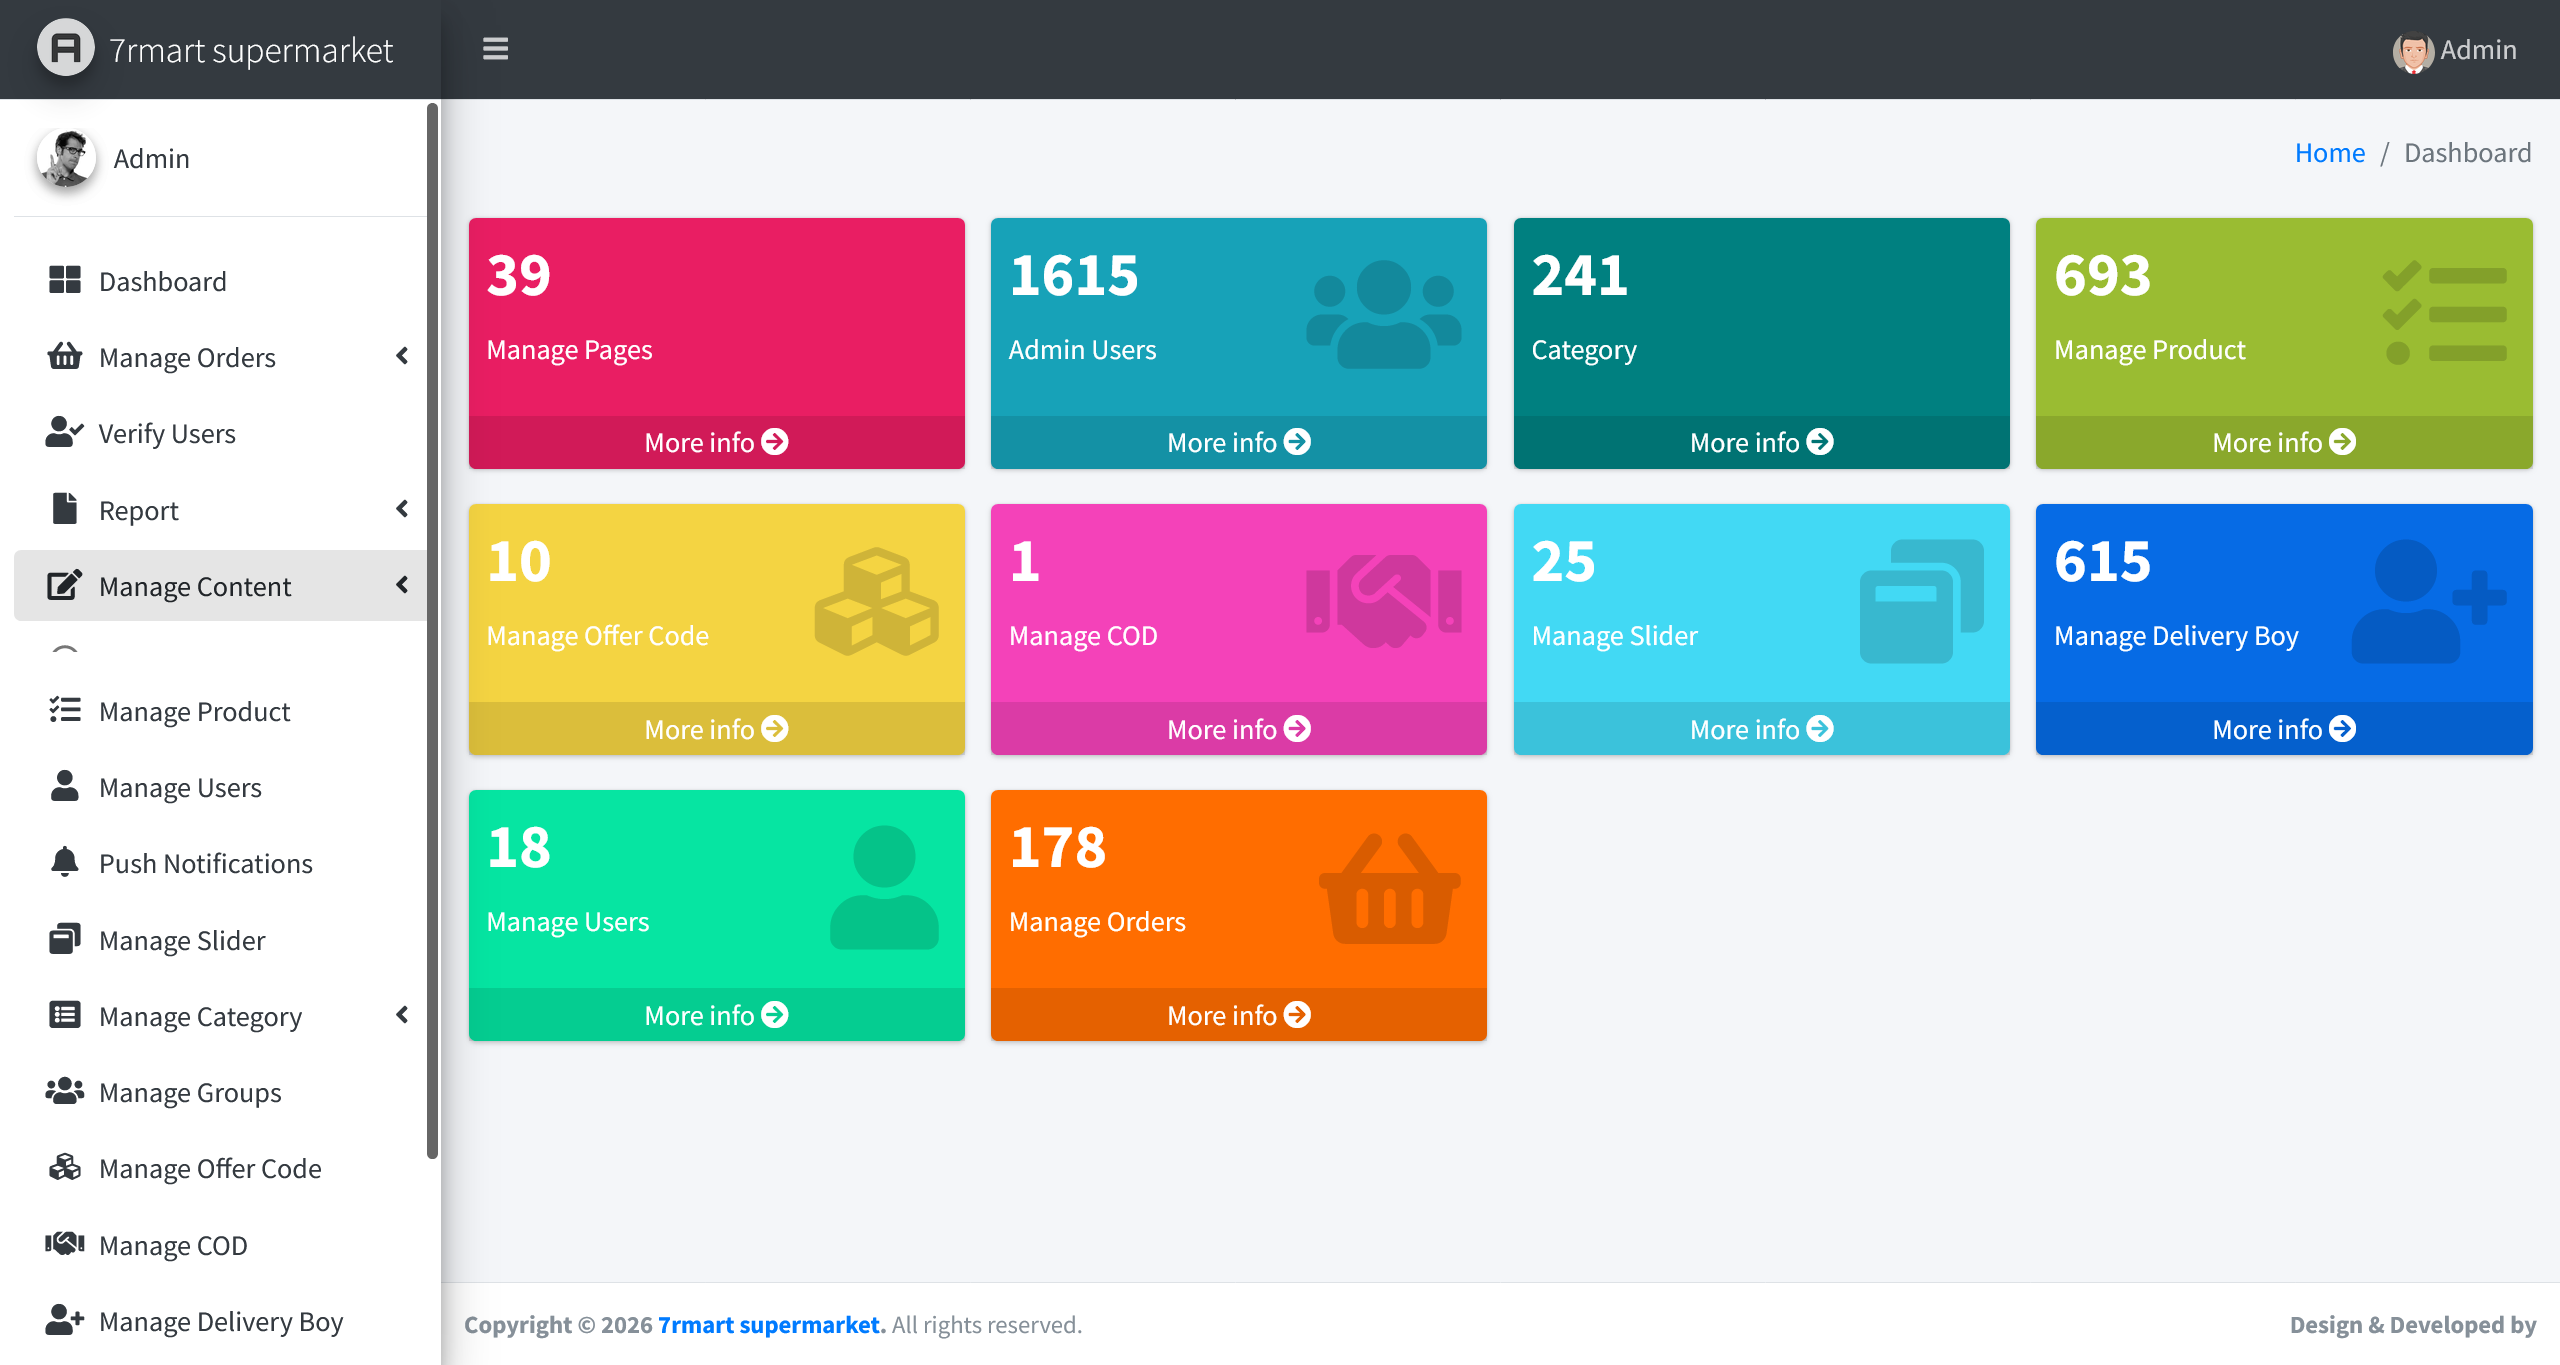 7rmart supermarket
Admin
Admin
Home / Dashboard
Dashboard
Manage Orders
Verify Users
Report
Manage Content
Manage Product
Manage Users
Push Notifications
Manage Slider
Manage Category
Manage Groups
Manage Offer Code
Manage COD
Manage Delivery Boy
39
Manage Pages
More info
1615
Admin Users
More info
241
Category
More info
693
Manage Product
More info
10
Manage Offer Code
More info
1
Manage COD
More info
25
Manage Slider
More info
615
Manage Delivery Boy
More info
18
Manage Users
More info
178
Manage Orders
More info
Copyright © 2026 7rmart supermarket. All rights reserved.
Design & Developed by